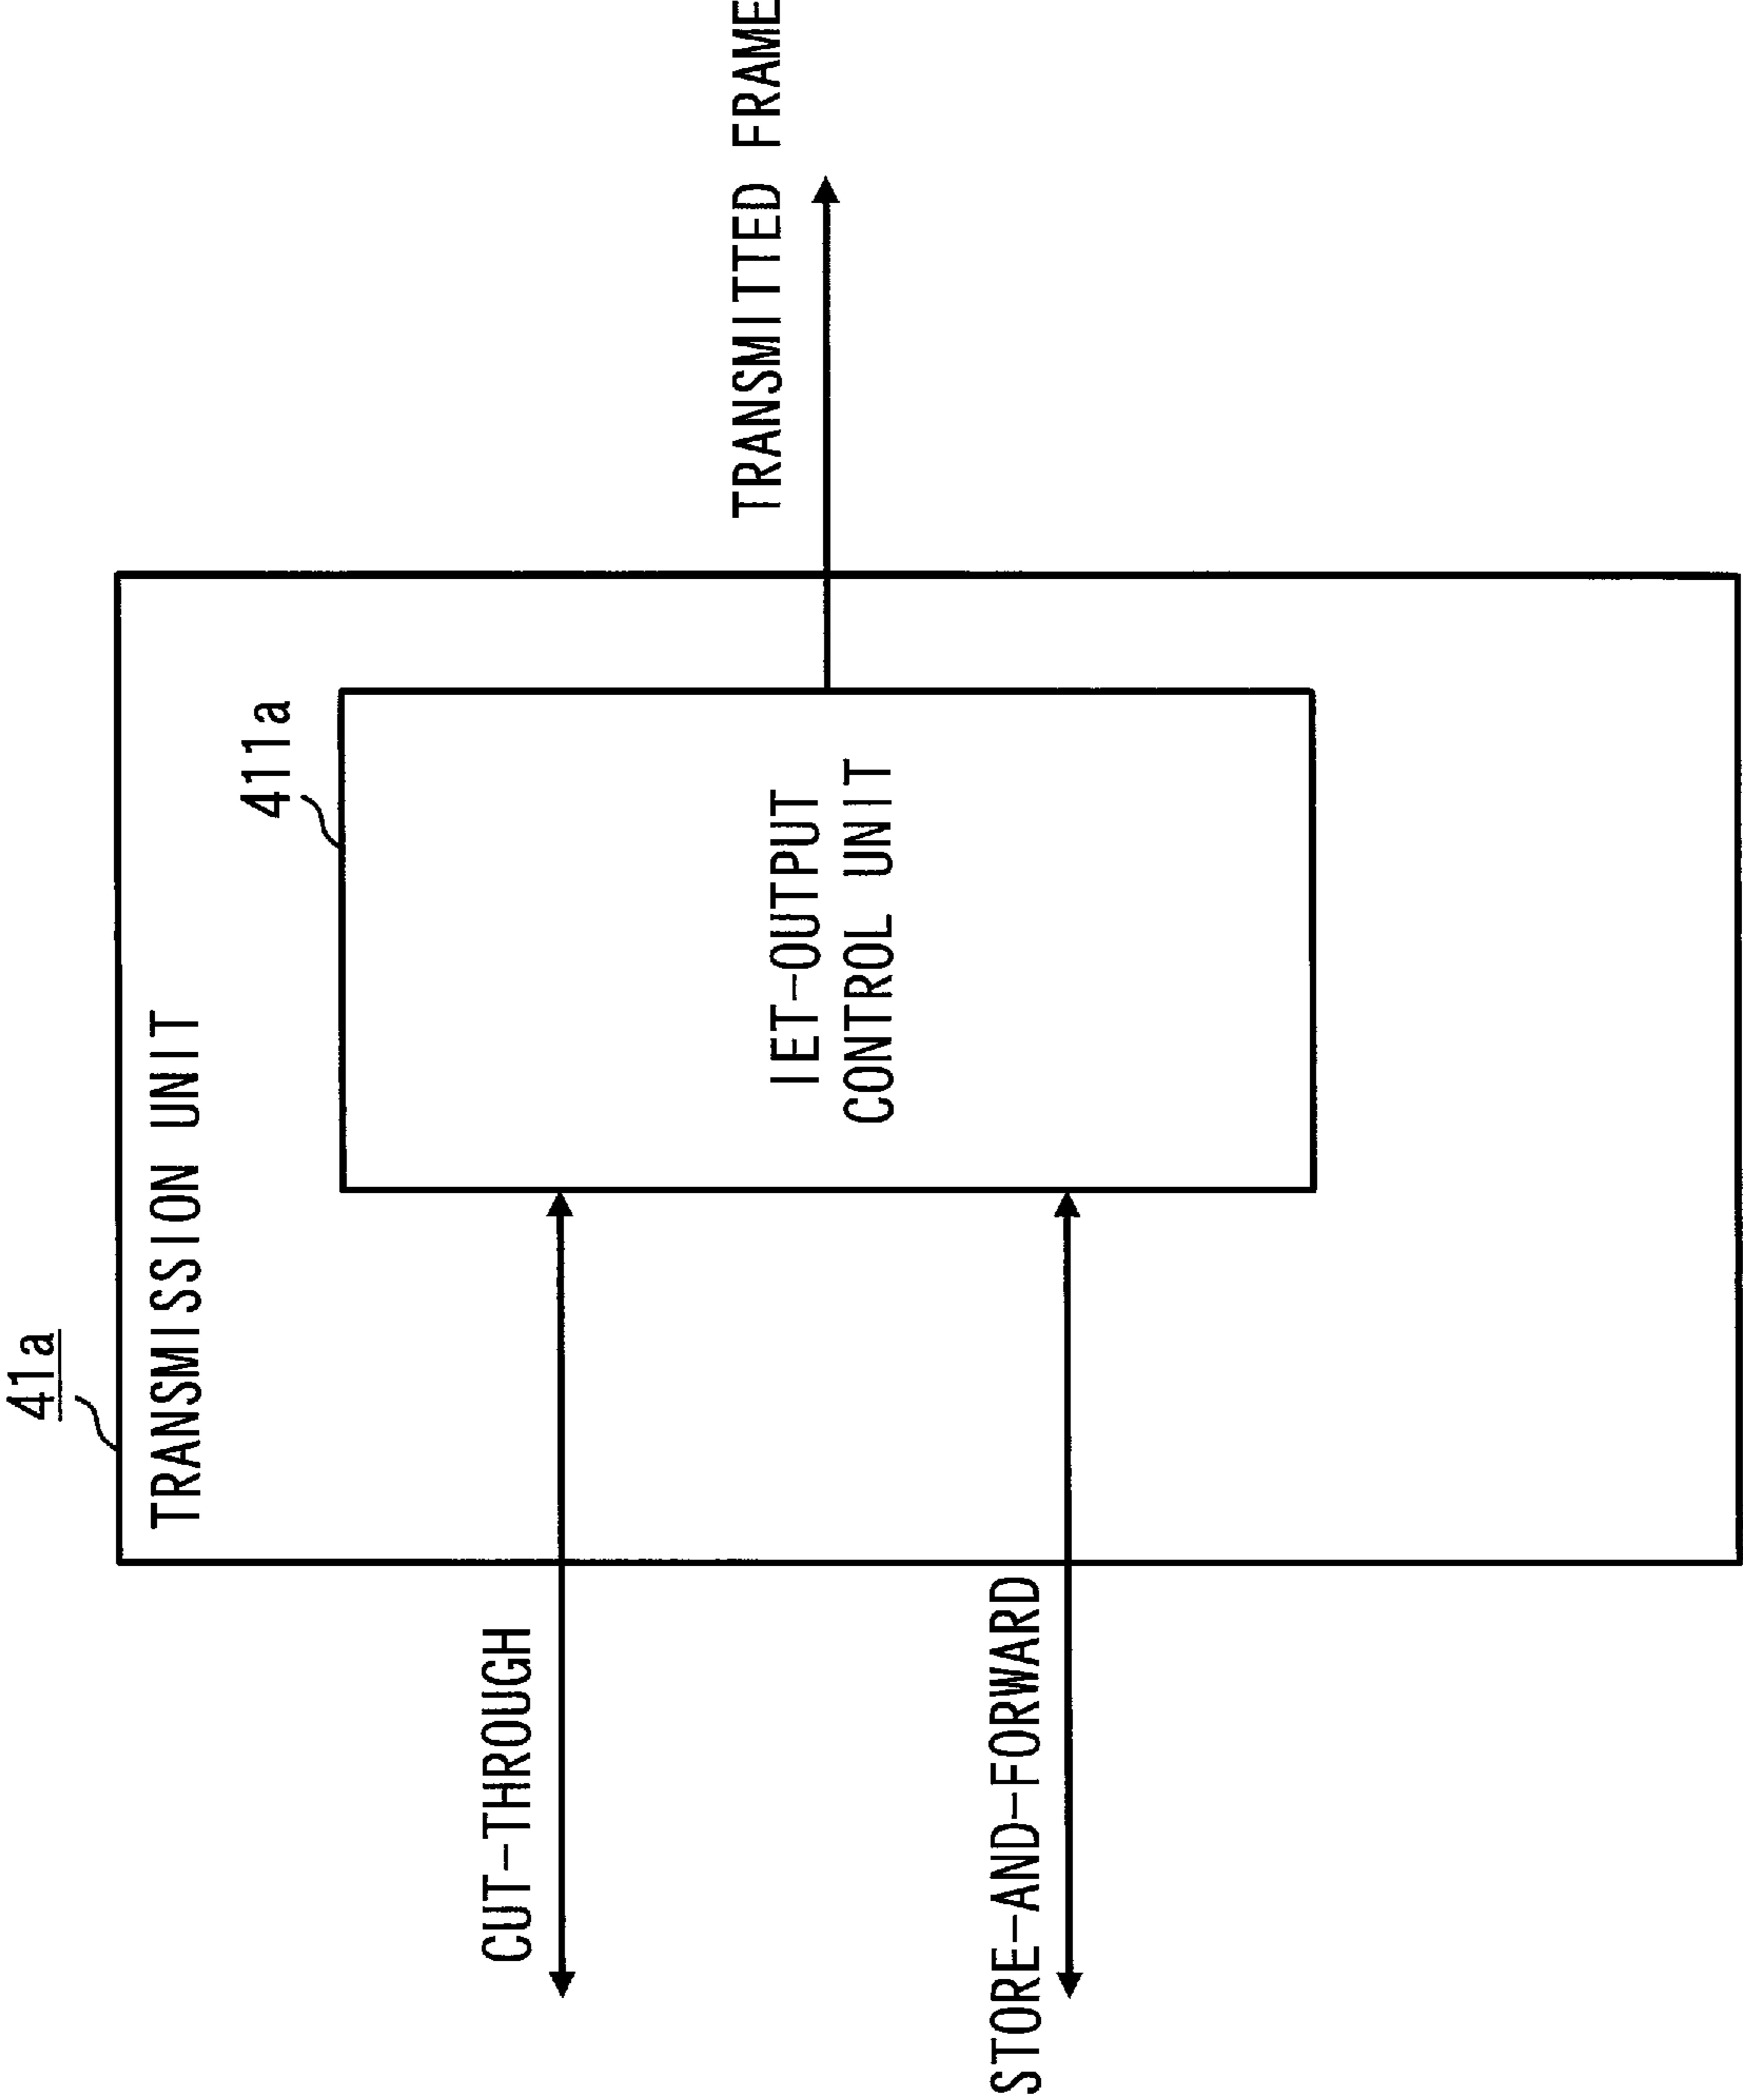 41a
TRANSMISSION UNIT
411a
CUT-THROUGH
IET-OUTPUT
CONTROL UNIT
TRANSMITTED FRAME
STORE-AND-FORWARD